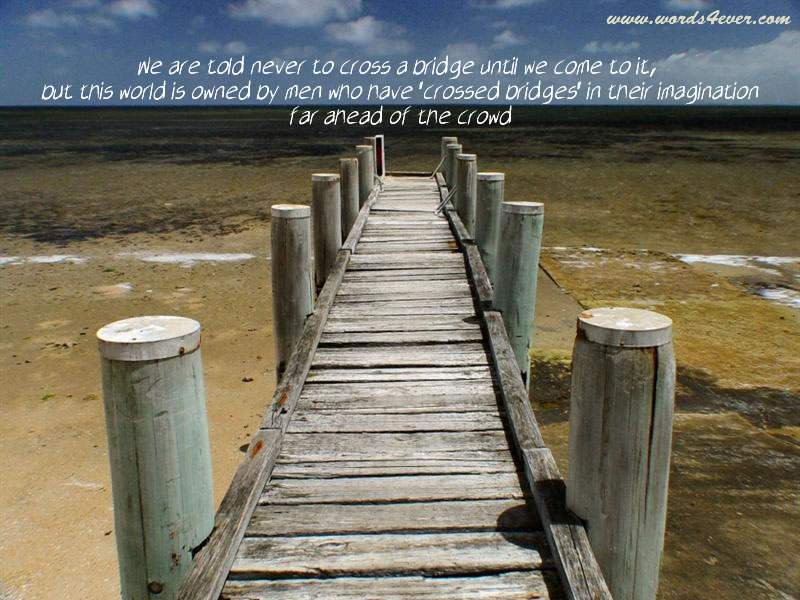 www.words4ever.com
We are told never to cross a bridge until we come to it,
but this world is owned by men who have 'crossed bridges' in their imagination
far ahead of the crowd